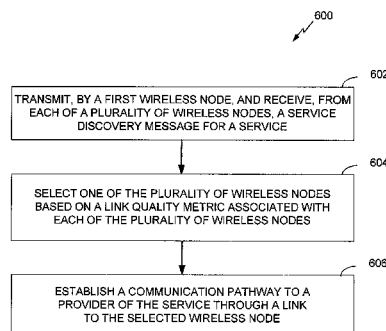 600
602
TRANSMIT, BY A FIRST WIRELESS NODE, AND RECEIVE, FROM
EACH OF A PLURALITY OF WIRELESS NODES, A SERVICE
DISCOVERY MESSAGE FOR A SERVICE
604
SELECT ONE OF THE PLURALITY OF WIRELESS NODES
BASED ON A LINK QUALITY METRIC ASSOCIATED WITH
EACH OF THE PLURALITY OF WIRELESS NODES
606
ESTABLISH A COMMUNICATION PATHWAY TO A
PROVIDER OF THE SERVICE THROUGH A LINK
TO THE SELECTED WIRELESS NODE